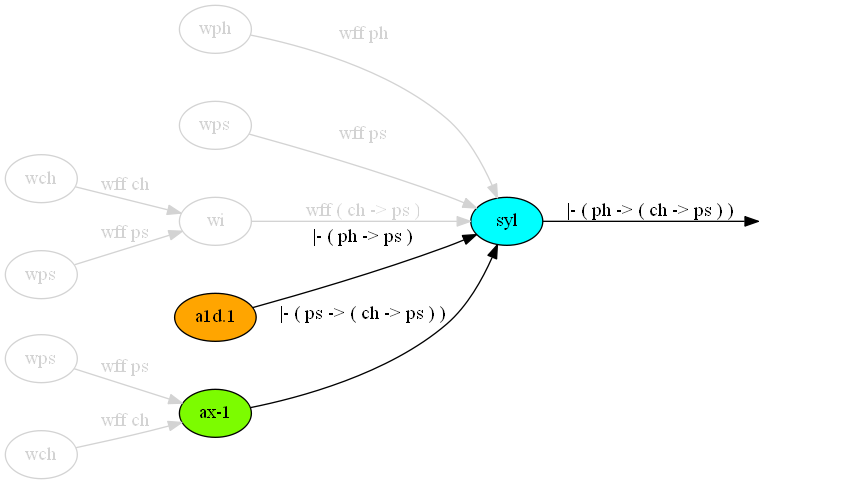 wph
wff ph
wps
wff ps
wch
wff ch
wi
wff ( ch -> ps )
syl
|- ( ph -> ( ch -> ps ) )
wff ps
|- ( ph -> ps )
wps
a1d.1
|- ( ps -> ( ch -> ps ) )
wps
wff ps
ax-1
wff ch
wch